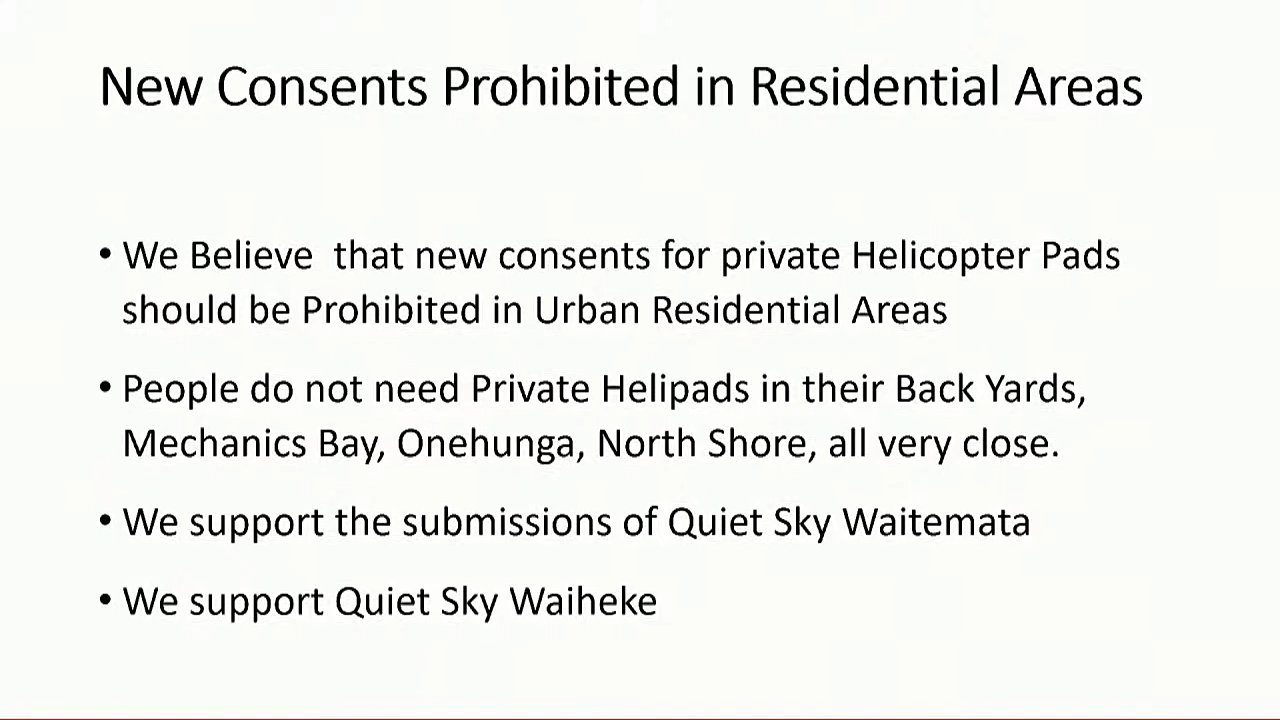 New Consents Prohibited in Residential Areas
• We Believe  that new consents for private Helicopter Pads
should be Prohibited in Urban Residential Areas
• People do not need Private Helipads in their Back Yards,
Mechanics Bay, Onehunga, North Shore, all very close.
• We support the submissions of Quiet Sky Waitemata
• We support Quiet Sky Waiheke